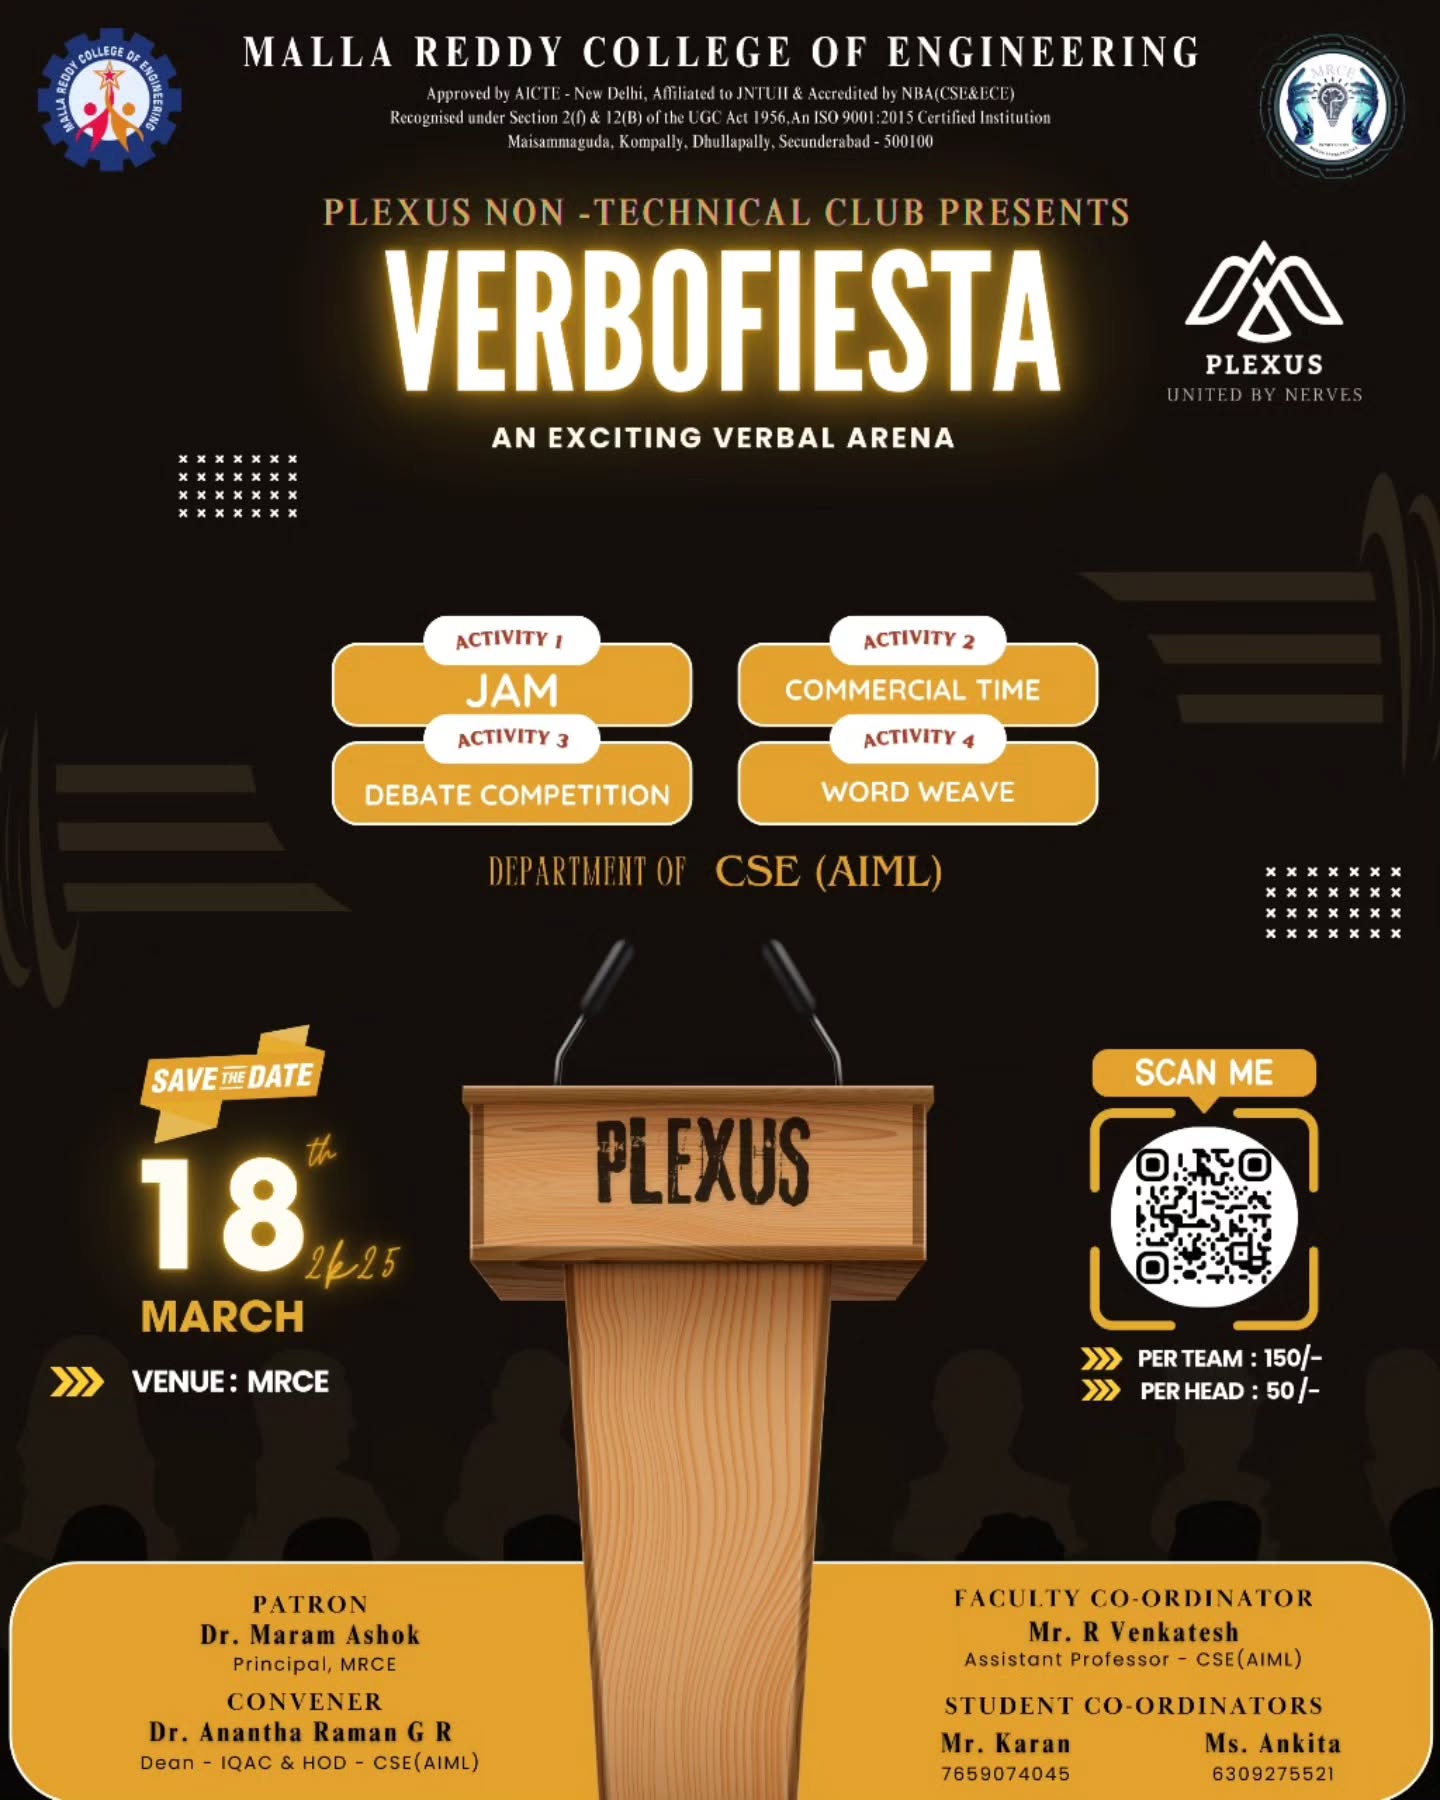 MALLA REDDY COLLEGE OF ENGINEERING
Approved by AICTE - New Delhi, Affiliated to JNTUH & Accredited by NBA(CSE&ECE)
Recognised under Section 2(f) & 12(B) of the UGC Act 1956,An ISO 9001:2015 Certified Institution
Maisammaguda, Kompally, Dhullapally, Secunderabad - 500100
MALLA REDDY COLLEGE OF ENGINEERING
MRCE
PLEXUS NON -TECHNICAL CLUB PRESENTS
VERBOFIESTA
AN EXCITING VERBAL ARENA
PLEXUS
UNITED BY NERVES
ACTIVITY 1
JAM
ACTIVITY 2
COMMERCIAL TIME
ACTIVITY 3
DEBATE COMPETITION
ACTIVITY 4
WORD WEAVE
DEPARTMENT OF CSE (AIML)
SAVE THE DATE
18th
2k25
MARCH
VENUE : MRCE
PLEXUS
SCAN ME
PER TEAM : 150/-
PER HEAD : 50/-
PATRON
Dr. Maram Ashok
Principal, MRCE
CONVENER
Dr. Anantha Raman G R
Dean - IQAC & HOD - CSE(AIML)
FACULTY CO-ORDINATOR
Mr. R Venkatesh
Assistant Professor - CSE(AIML)
STUDENT CO-ORDINATORS
Mr. Karan Ms. Ankita
7659074045 6309275521